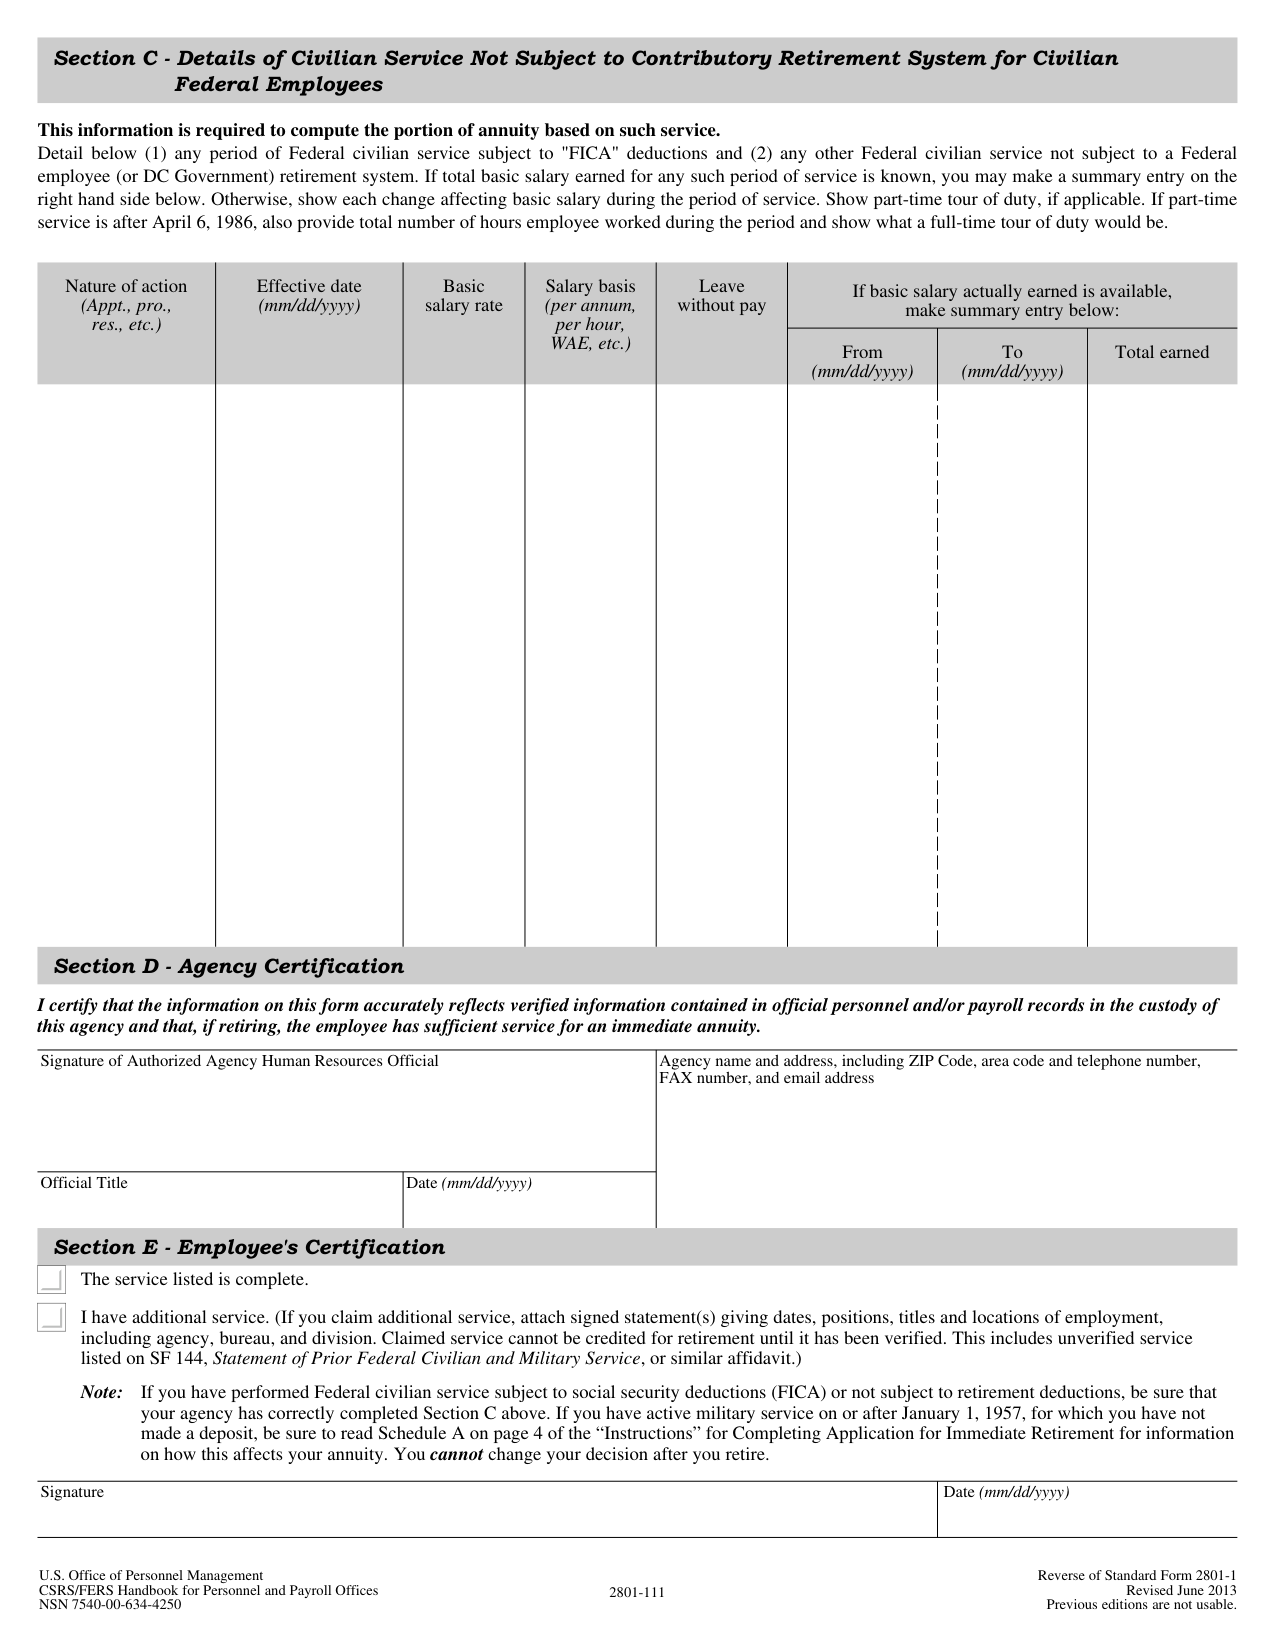 Section C - Details of Civilian Service Not Subject to Contributory Retirement System for Civilian
Federal Employees
This information is required to compute the portion of annuity based on such service.
Detail below (1) any period of Federal civilian service subject to "FICA" deductions and (2) any other Federal civilian service not subject to a Federal
employee (or DC Government) retirement system. If total basic salary earned for any such period of service is known, you may make a summary entry on the
right hand side below. Otherwise, show each change affecting basic salary during the period of service. Show part-time tour of duty, if applicable. If part-time
service is after April 6, 1986, also provide total number of hours employee worked during the period and show what a full-time tour of duty would be.
Nature of action
(Appt., pro.,
res., etc.)
Effective date
(mm/dd/yyyy)
Basic
salary rate
Salary basis
(per annum,
per hour,
WAE, etc.)
Leave
without pay
If basic salary actually earned is available,
make summary entry below:
From
(mm/dd/yyyy)
To
(mm/dd/yyyy)
Total earned
Section D - Agency Certification
I certify that the information on this form accurately reflects verified information contained in official personnel and/or payroll records in the custody of
this agency and that, if retiring, the employee has sufficient service for an immediate annuity.
Signature of Authorized Agency Human Resources Official
Agency name and address, including ZIP Code, area code and telephone number,
FAX number, and email address
Official Title
Date (mm/dd/yyyy)
Section E - Employee's Certification
The service listed is complete.
I have additional service. (If you claim additional service, attach signed statement(s) giving dates, positions, titles and locations of employment,
including agency, bureau, and division. Claimed service cannot be credited for retirement until it has been verified. This includes unverified service
listed on SF 144, Statement of Prior Federal Civilian and Military Service, or similar affidavit.)
Note: If you have performed Federal civilian service subject to social security deductions (FICA) or not subject to retirement deductions, be sure that
your agency has correctly completed Section C above. If you have active military service on or after January 1, 1957, for which you have not
made a deposit, be sure to read Schedule A on page 4 of the “Instructions” for Completing Application for Immediate Retirement for information
on how this affects your annuity. You cannot change your decision after you retire.
Signature
Date (mm/dd/yyyy)
U.S. Office of Personnel Management
CSRS/FERS Handbook for Personnel and Payroll Offices
NSN 7540-00-634-4250
2801-111
Reverse of Standard Form 2801-1
Revised June 2013
Previous editions are not usable.